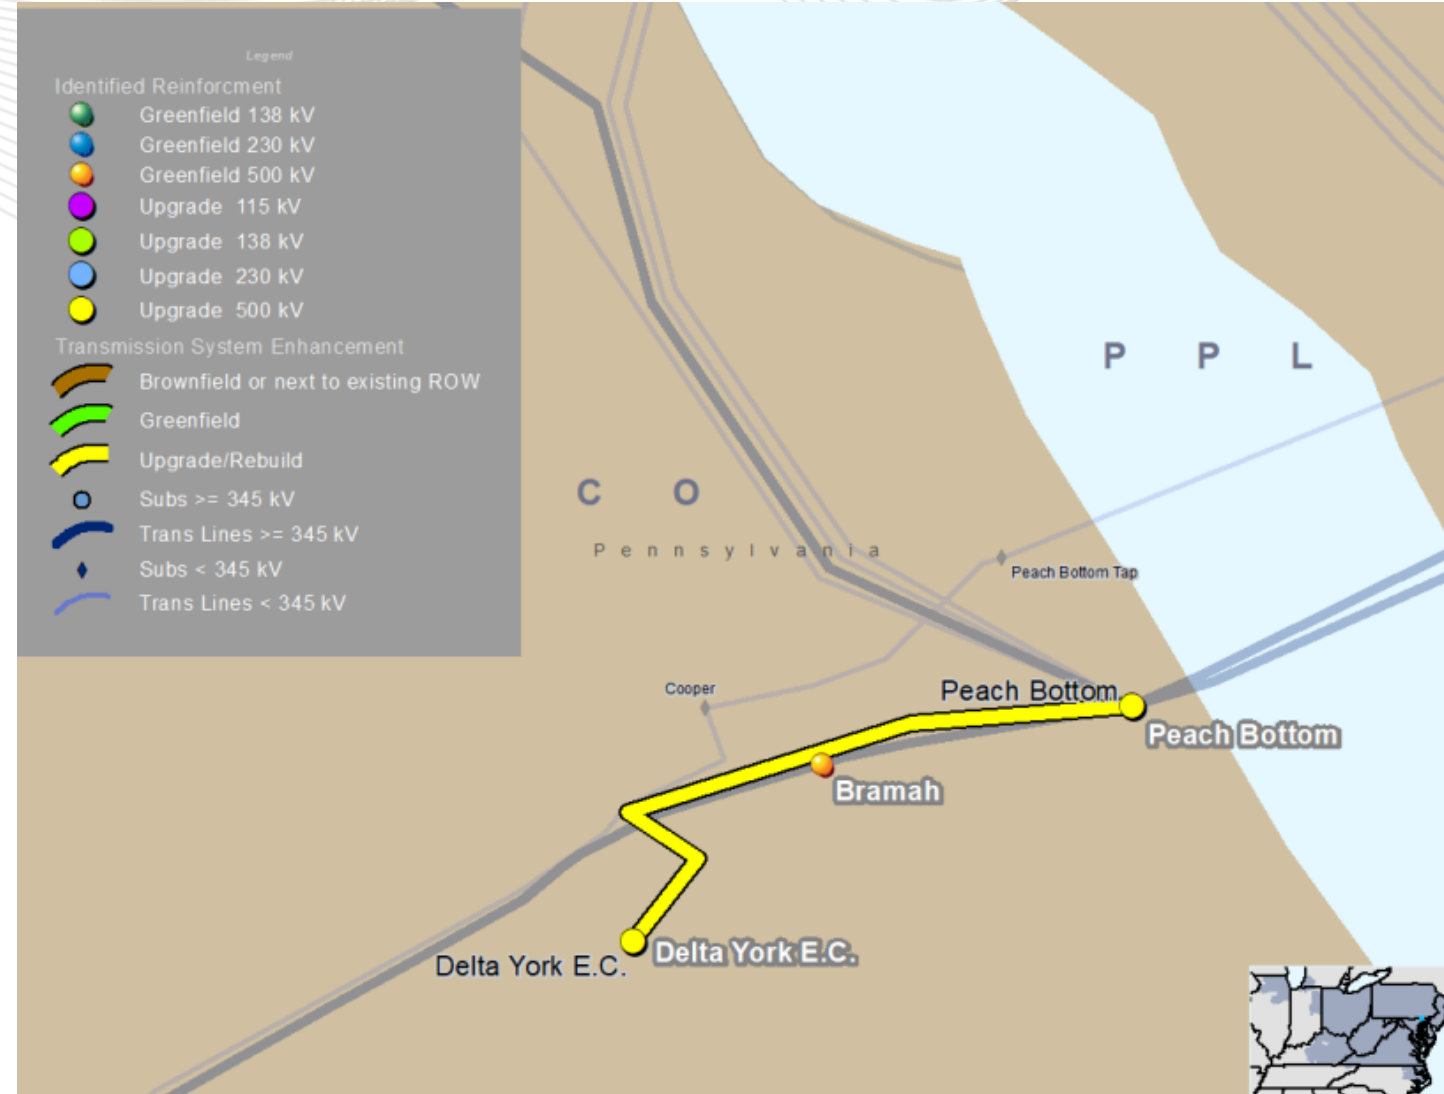 Legend
Identified Reinforcment
Greenfield 138 kV
Greenfield 230 kV
Greenfield 500 kV
Upgrade 115 kV
Upgrade 138 kV
Upgrade 230 kV
Upgrade 500 kV
Transmission System Enhancement
Brownfield or next to existing ROW
Greenfield
Upgrade/Rebuild
Subs >= 345 kV
Trans Lines >= 345 kV
Subs < 345 kV
Trans Lines < 345 kV
P P L
C O
Pennsylvania
Peach Bottom Tap
Cooper
Peach Bottom
Peach Bottom
Bramah
Delta York E.C.
Delta York E.C.